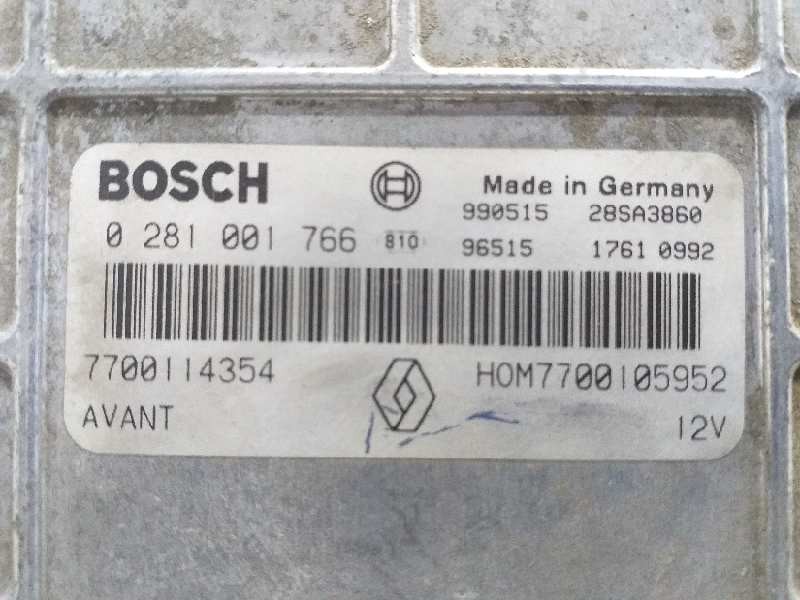 BOSCH
Made in Germany
990515 28SA3860
0 281 001 766 810 96515 1761 0992
7700114354 HOM7700105952
AVANT 12V